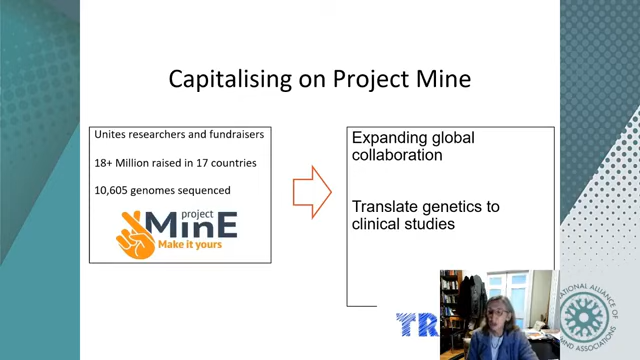 Capitalising on Project Mine
Unites researchers and fundraisers
18+ Million raised in 17 countries
10,605 genomes sequenced
project
MinE
Make it yours
Expanding global
collaboration
Translate genetics to
clinical studies